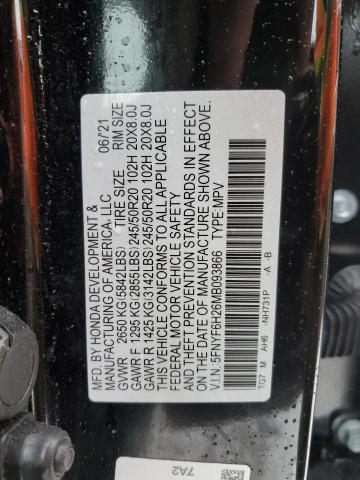 MFD. BY HONDA DEVELOPMENT & 06/'21
MANUFACTURING OF AMERICA, LLC
TIRE SIZE RIM SIZE
GVWR 2650 KG(5842LBS)
GAWR F 1295 KG(2855LBS)245/50R20 102H 20X8.0J
GAWR R 1425 KG(3142LBS)245/50R20 102H 20X8.0J
THIS VEHICLE CONFORMS TO ALL APPLICABLE
FEDERAL MOTOR VEHICLE SAFETY
AND THEFT PREVENTION STANDARDS IN EFFECT
ON THE DATE OF MANUFACTURE SHOWN ABOVE.
V.I.N.:5FNYF6H26MB093866 TYPE:MPV
TG7 M AH6 -NH731P -A -B
7A2